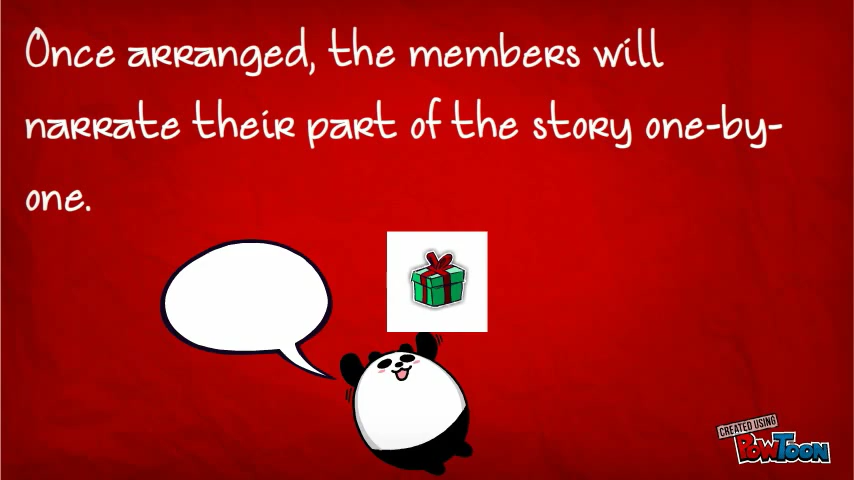 Once arranged, the members will
narrate their part of the story one-by-
one.
CREATED USING
POWTOON